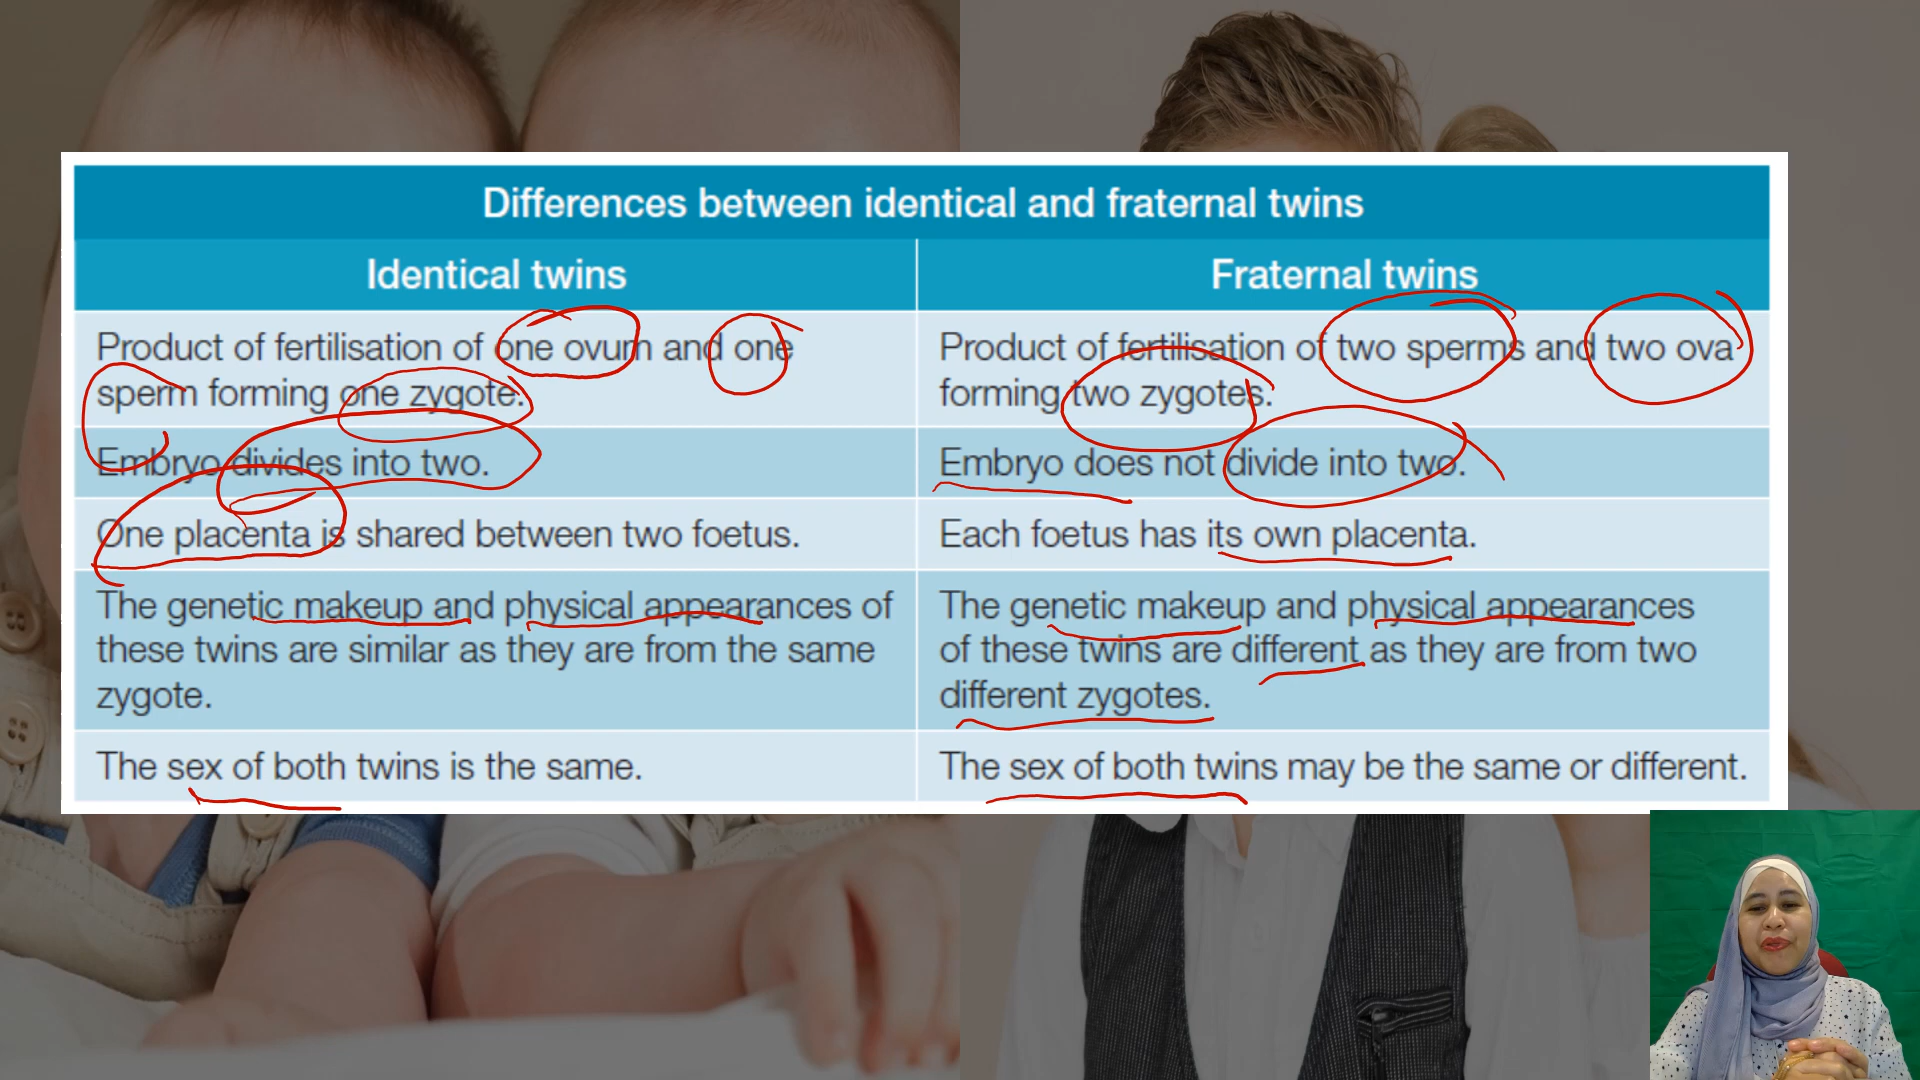 Differences between identical and fraternal twins
Identical twins
Fraternal twins
Product of fertilisation of one ovum and one
sperm forming one zygote.
Product of fertilisation of two sperms and two ova
forming two zygotes.
Embryo divides into two.
Embryo does not divide into two.
One placenta is shared between two foetus.
Each foetus has its own placenta.
The genetic makeup and physical appearances of
these twins are similar as they are from the same
zygote.
The genetic makeup and physical appearances
of these twins are different as they are from two
different zygotes.
The sex of both twins is the same.
The sex of both twins may be the same or different.